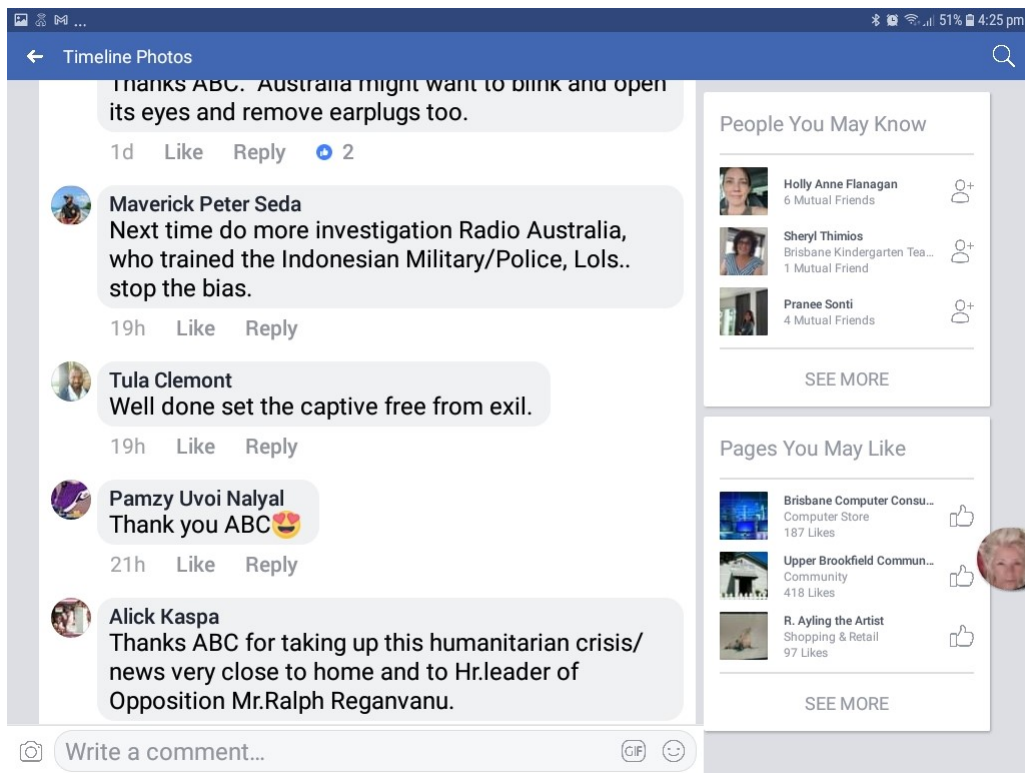 51% 4:25 pm
Timeline Photos
Thanks ABC. Australia might want to blink and open
its eyes and remove earplugs too.
1d Like Reply 2
Maverick Peter Seda
Next time do more investigation Radio Australia,
who trained the Indonesian Military/Police, Lols..
stop the bias.
19h Like Reply
Tula Clemont
Well done set the captive free from exil.
19h Like Reply
Pamzy Uvoi Nalyal
Thank you ABC😍
21h Like Reply
Alick Kaspa
Thanks ABC for taking up this humanitarian crisis/
news very close to home and to Hr.leader of
Opposition Mr.Ralph Reganvanu.
Write a comment...
GIF
People You May Know
Holly Anne Flanagan
6 Mutual Friends
Sheryl Thimios
Brisbane Kindergarten Tea...
1 Mutual Friend
Pranee Sonti
4 Mutual Friends
SEE MORE
Pages You May Like
Brisbane Computer Consu...
Computer Store
187 Likes
Upper Brookfield Commun...
Community
418 Likes
R. Ayling the Artist
Shopping & Retail
97 Likes
SEE MORE